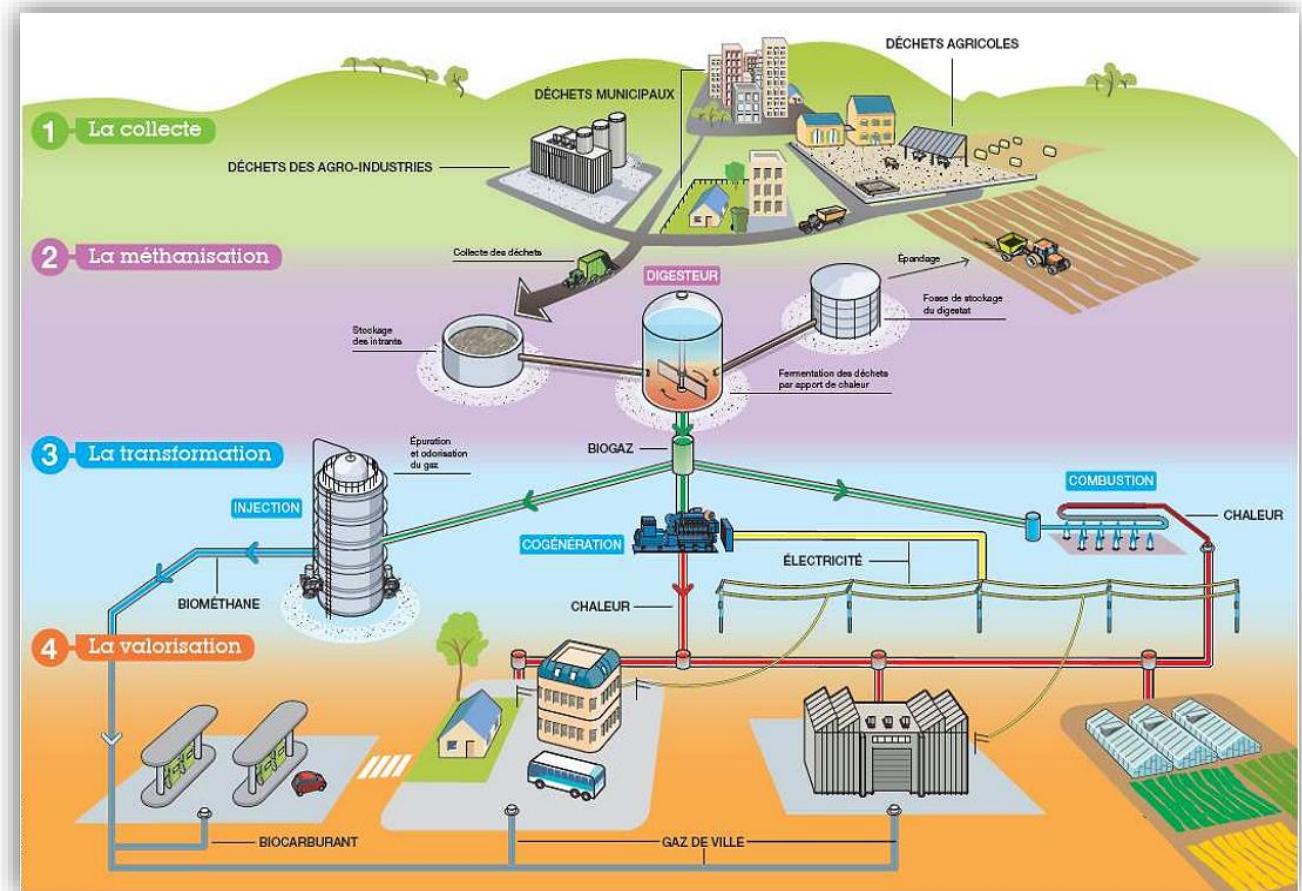 DÉCHETS AGRICOLES
DÉCHETS MUNICIPAUX
1 La collecte
DÉCHETS DES AGRO-INDUSTRIES
2 La méthanisation
Collecte des déchets
DIGESTEUR
Épandage
Fosse de stockage
du digestat
Stockage
des intrants
Fermentation des déchets
par apport de chaleur
3 La transformation
Épuration
et odorisation
du gaz
BIOGAZ
INJECTION
COMBUSTION
CHALEUR
COGÉNÉRATION
ÉLECTRICITÉ
BIOMÉTHANE
CHALEUR
4 La valorisation
BIOCARBURANT
GAZ DE VILLE